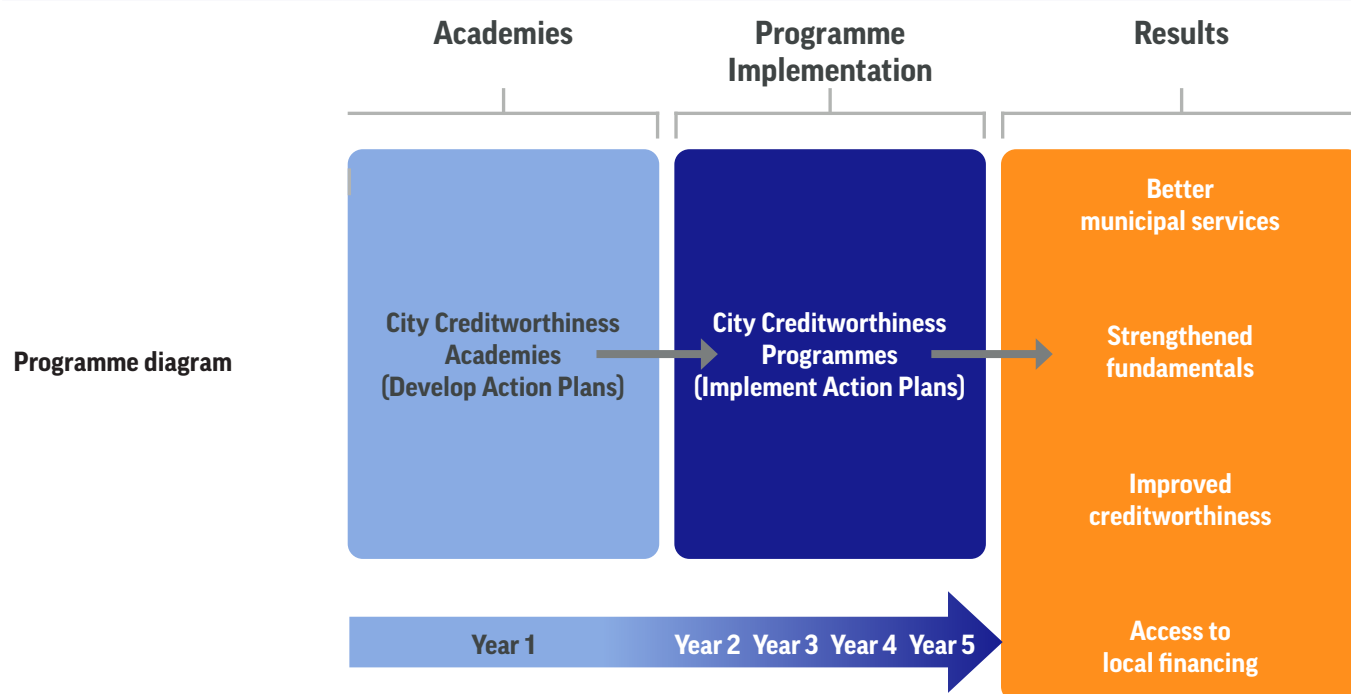 Academies
Programme
Implementation
Results
Programme diagram
City Creditworthiness
Academies
(Develop Action Plans)
City Creditworthiness
Programmes
(Implement Action Plans)
Better
municipal services
Strengthened
fundamentals
Improved
creditworthiness
Access to
local financing
Year 1
Year 2 Year 3 Year 4 Year 5